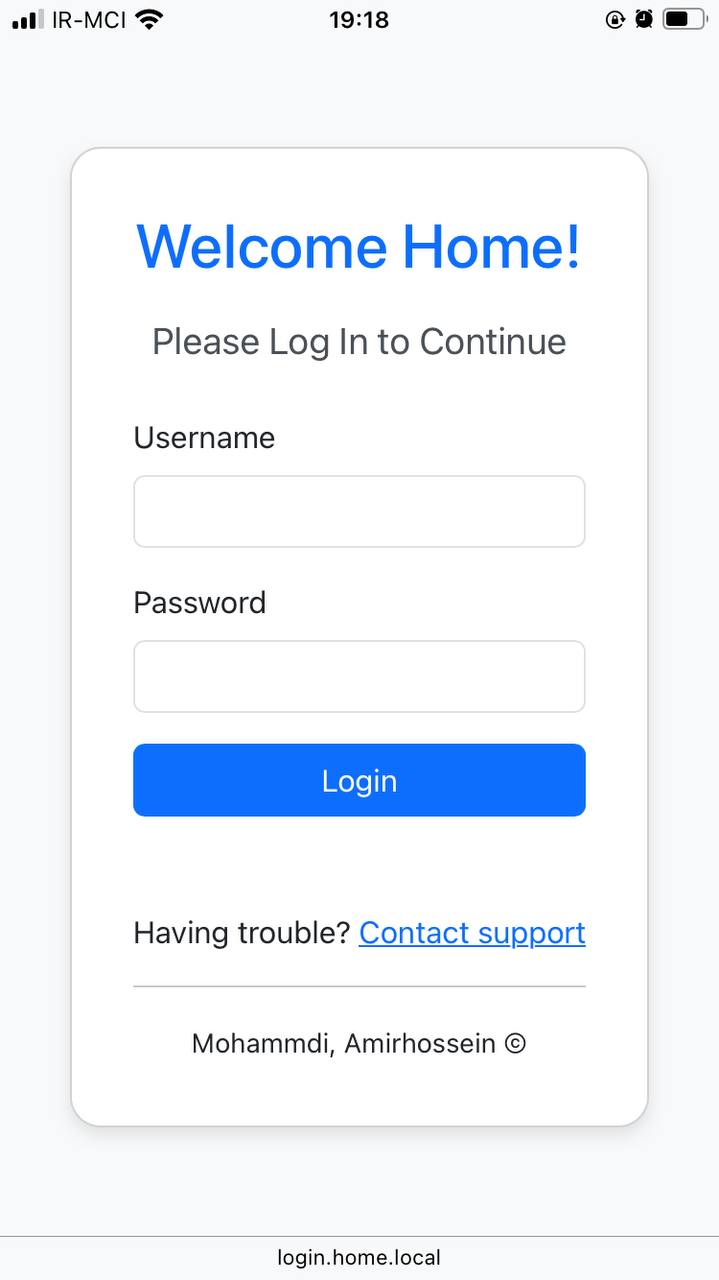 IR-MCI 19:18
Welcome Home!
Please Log In to Continue
Username
Password
Login
Having trouble? Contact support
Mohammdi, Amirhossein ©
login.home.local